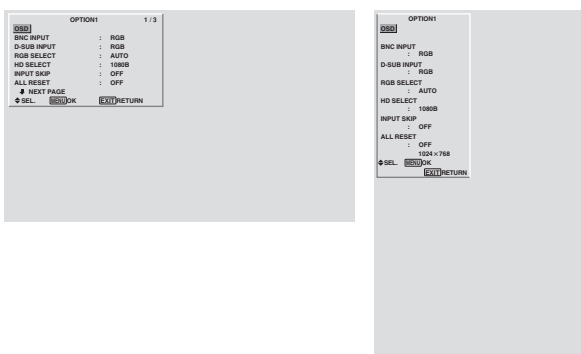 OPTION1 1 / 3
OSD
BNC INPUT : RGB
D-SUB INPUT : RGB
RGB SELECT : AUTO
HD SELECT : 1080B
INPUT SKIP : OFF
ALL RESET : OFF
NEXT PAGE
SEL. MENU OK EXIT RETURN
OPTION1
OSD
BNC INPUT
: RGB
D-SUB INPUT
: RGB
RGB SELECT
: AUTO
HD SELECT
: 1080B
INPUT SKIP
: OFF
ALL RESET
: OFF
1024×768
SEL. MENU OK
EXIT RETURN